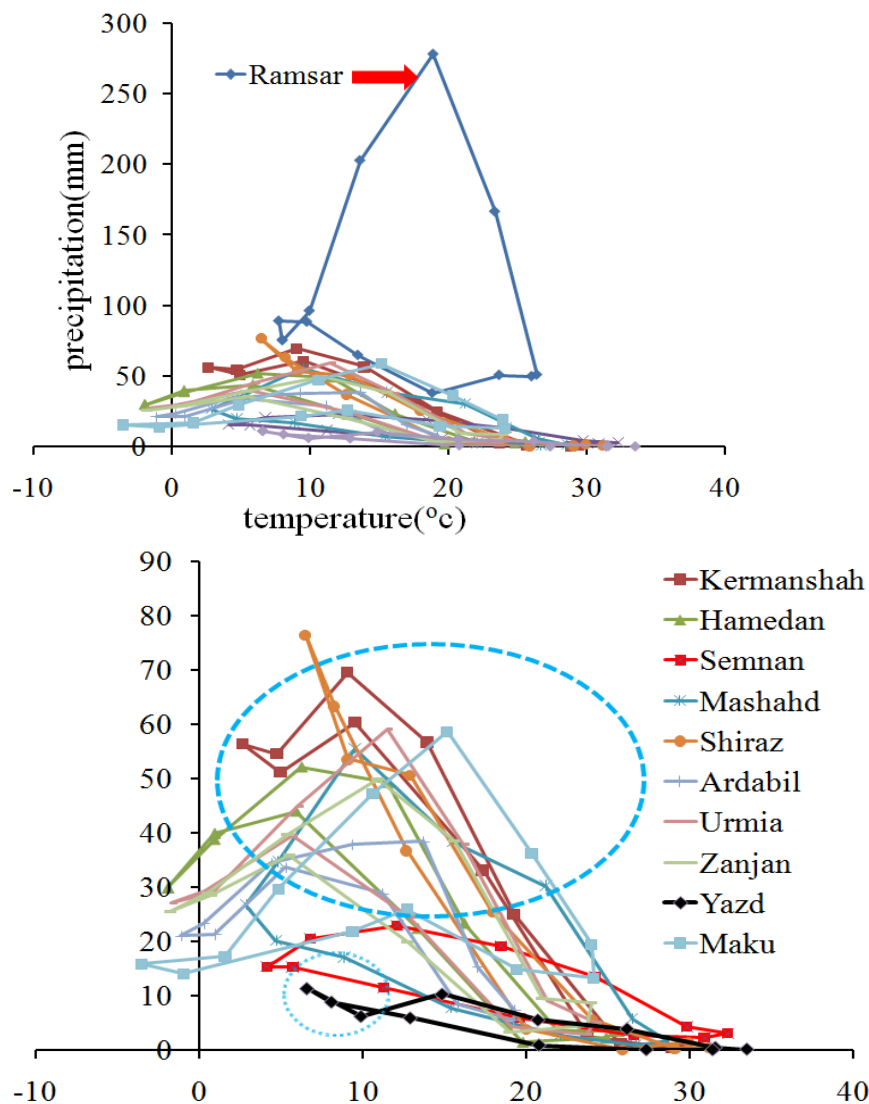 300
250
200
150
100
50
0
precipitation(mm)
Ramsar
-10 0 10 20 30 40
temperature(°c)
90
80
70
60
50
40
30
20
10
0
-10 0 10 20 30 40
Kermanshah
Hamedan
Semnan
Mashahd
Shiraz
Ardabil
Urmia
Zanjan
Yazd
Maku